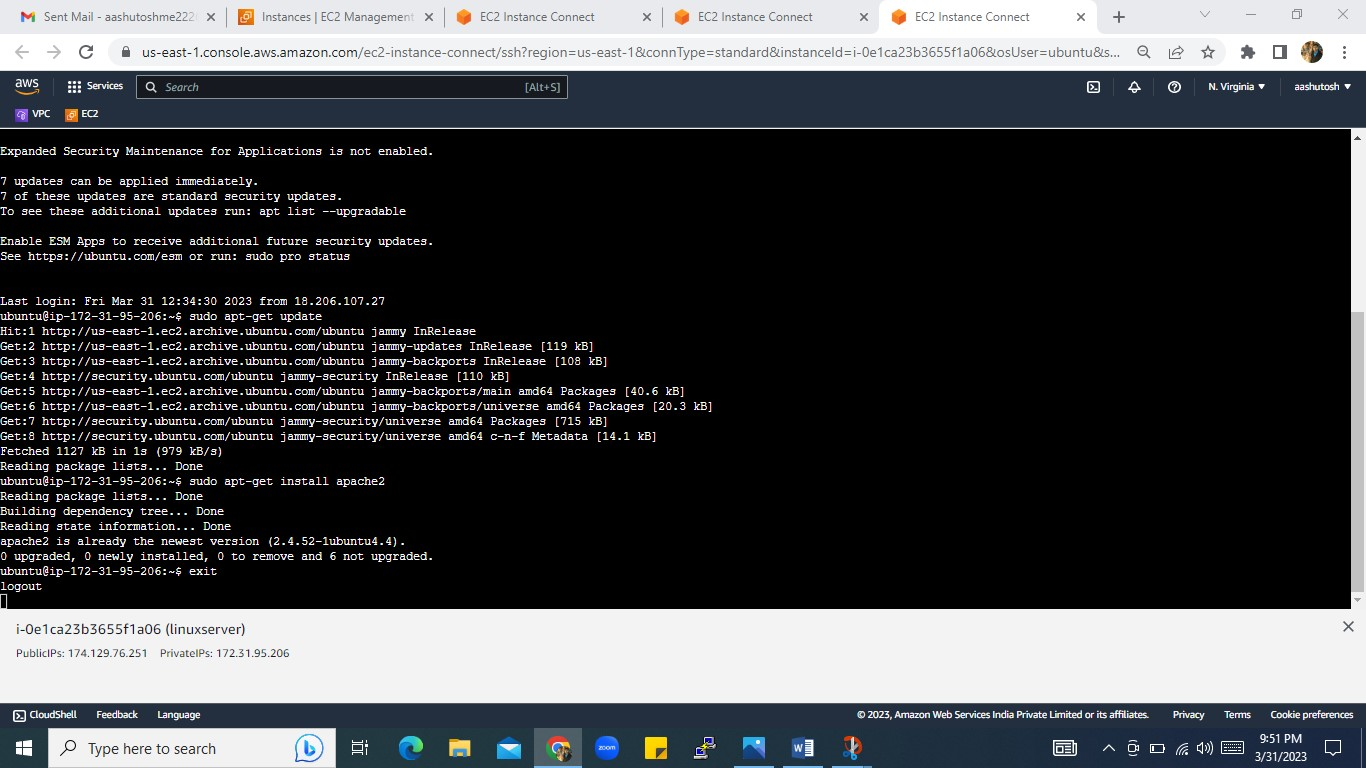 Sent Mail - aashutoshme222
Instances | EC2 Management
EC2 Instance Connect
EC2 Instance Connect
EC2 Instance Connect
us-east-1.console.aws.amazon.com/ec2-instance-connect/ssh?region=us-east-1&connType=standard&instanceId=i-0e1ca23b3655f1a06&osUser=ubuntu&s...
aws
Services
Search
[Alt+S]
N. Virginia
aashutosh
VPC
EC2
Expanded Security Maintenance for Applications is not enabled.
7 updates can be applied immediately.
7 of these updates are standard security updates.
To see these additional updates run: apt list --upgradable
Enable ESM Apps to receive additional future security updates.
See https://ubuntu.com/esm or run: sudo pro status
Last login: Fri Mar 31 12:34:30 2023 from 18.206.107.27
ubuntu@ip-172-31-95-206:~$ sudo apt-get update
Hit:1 http://us-east-1.ec2.archive.ubuntu.com/ubuntu jammy InRelease
Get:2 http://us-east-1.ec2.archive.ubuntu.com/ubuntu jammy-updates InRelease [119 kB]
Get:3 http://us-east-1.ec2.archive.ubuntu.com/ubuntu jammy-backports InRelease [108 kB]
Get:4 http://security.ubuntu.com/ubuntu jammy-security InRelease [110 kB]
Get:5 http://us-east-1.ec2.archive.ubuntu.com/ubuntu jammy-backports/main amd64 Packages [40.6 kB]
Get:6 http://us-east-1.ec2.archive.ubuntu.com/ubuntu jammy-backports/universe amd64 Packages [20.3 kB]
Get:7 http://security.ubuntu.com/ubuntu jammy-security/universe amd64 Packages [715 kB]
Get:8 http://security.ubuntu.com/ubuntu jammy-security/universe amd64 c-n-f Metadata [14.1 kB]
Fetched 1127 kB in 1s (979 kB/s)
Reading package lists... Done
ubuntu@ip-172-31-95-206:~$ sudo apt-get install apache2
Reading package lists... Done
Building dependency tree... Done
Reading state information... Done
apache2 is already the newest version (2.4.52-1ubuntu4.4).
0 upgraded, 0 newly installed, 0 to remove and 6 not upgraded.
ubuntu@ip-172-31-95-206:~$ exit
logout
i-0e1ca23b3655f1a06 (linuxserver)
PublicIPs: 174.129.76.251 PrivateIPs: 172.31.95.206
CloudShell
Feedback
Language
© 2023, Amazon Web Services India Private Limited or its affiliates.
Privacy
Terms
Cookie preferences
Type here to search
zoom
9:51 PM
3/31/2023